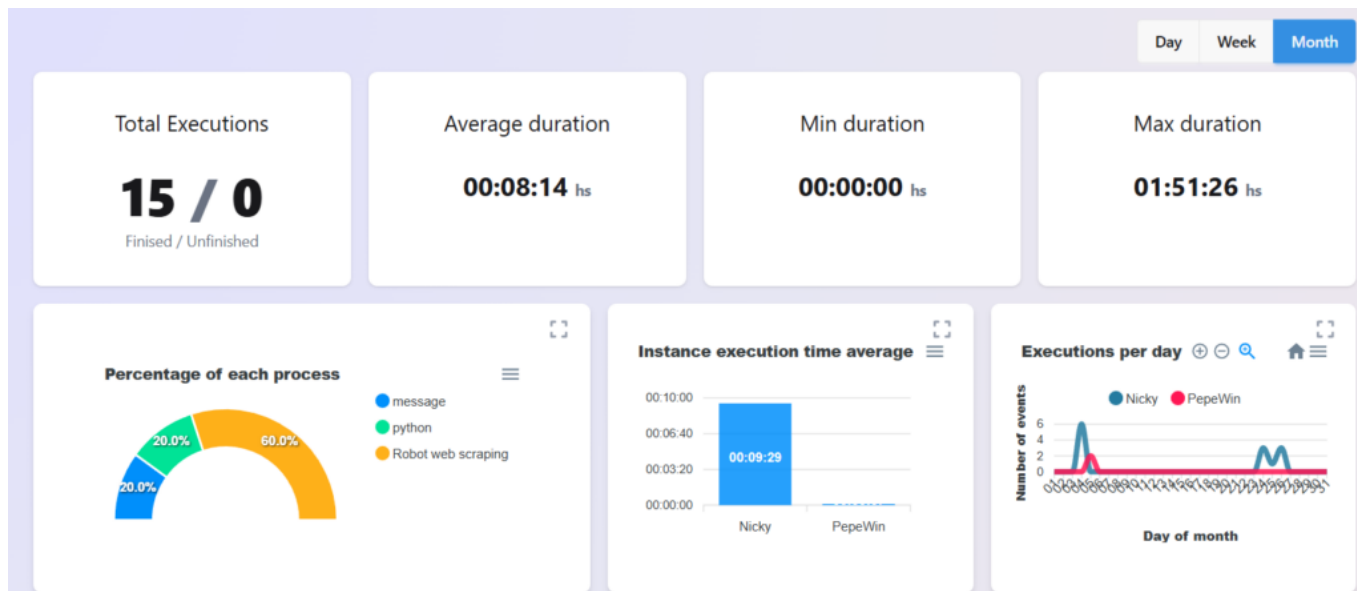 Day Week Month
Total Executions
15 / 0
Finised / Unfinished
Average duration
00:08:14 hs
Min duration
00:00:00 hs
Max duration
01:51:26 hs
Percentage of each process
20.0%
20.0%
60.0%
message
python
Robot web scraping
Instance execution time average
00:10:00
00:06:40
00:03:20
00:00:00
00:09:29
Nicky
PepeWin
Executions per day
Nicky PepeWin
Number of events
6
4
2
0
Day of month